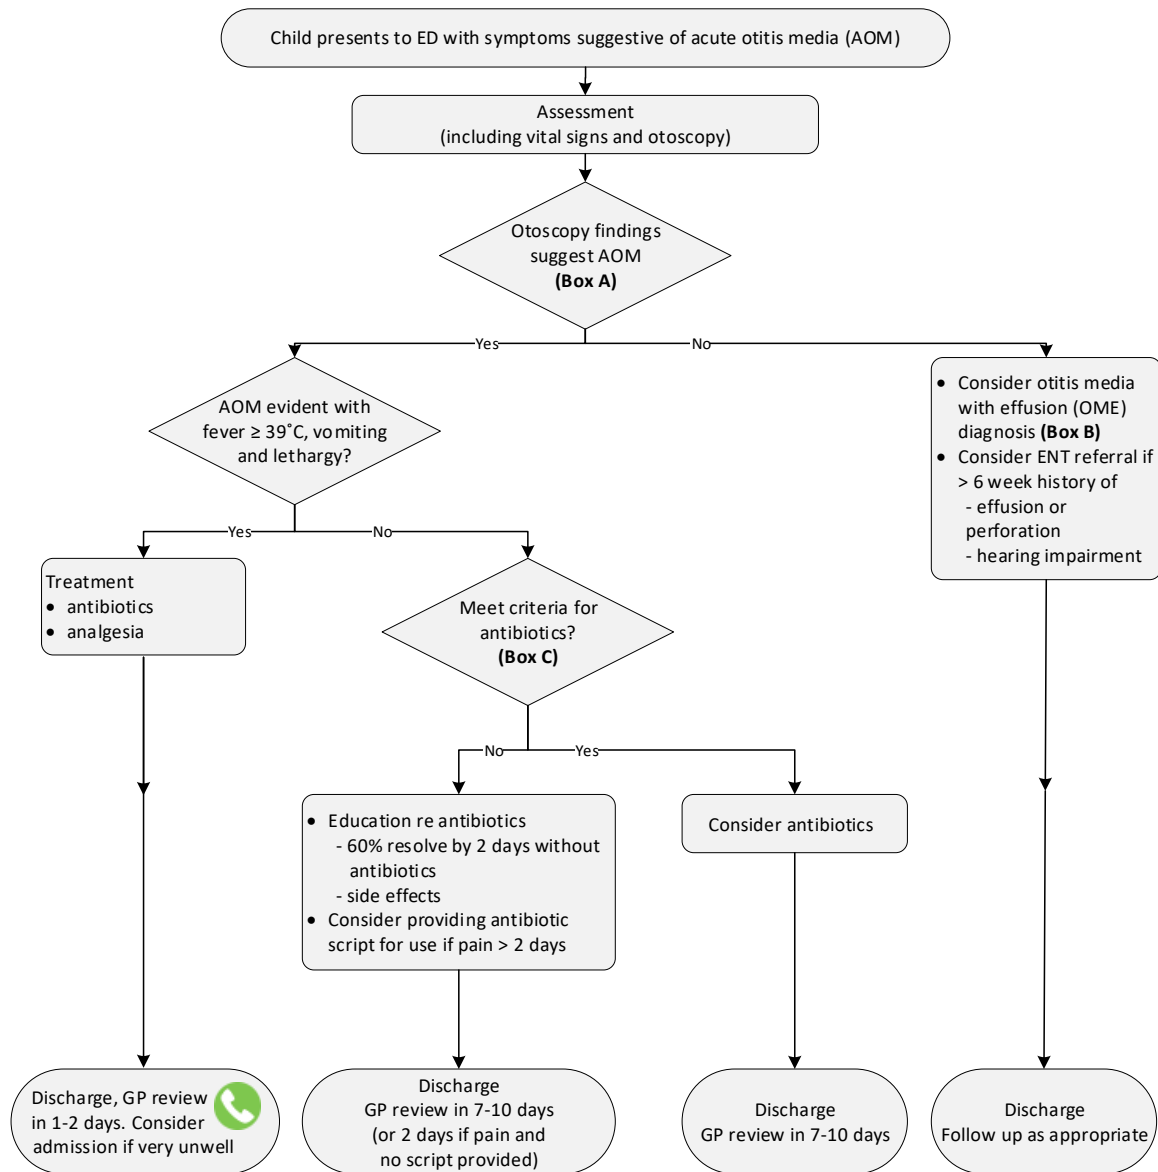 Child presents to ED with symptoms suggestive of acute otitis media (AOM)
Assessment
(including vital signs and otoscopy)
Otoscopy findings
suggest AOM
(Box A)
Yes
No
AOM evident with
fever ≥ 39˚C, vomiting
and lethargy?
• Consider otitis media
with effusion (OME)
diagnosis (Box B)
• Consider ENT referral if
> 6 week history of
- effusion or
perforation
- hearing impairment
Yes
No
Treatment
• antibiotics
• analgesia
Meet criteria for
antibiotics?
(Box C)
No
Yes
• Education re antibiotics
- 60% resolve by 2 days without
antibiotics
- side effects
• Consider providing antibiotic
script for use if pain > 2 days
Consider antibiotics
Discharge, GP review
in 1-2 days. Consider
admission if very unwell
Discharge
GP review in 7-10 days
(or 2 days if pain and
no script provided)
Discharge
GP review in 7-10 days
Discharge
Follow up as appropriate